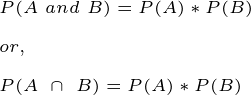 P(A and B) = P(A) * P(B)
or,
P(A ∩ B) = P(A) * P(B)